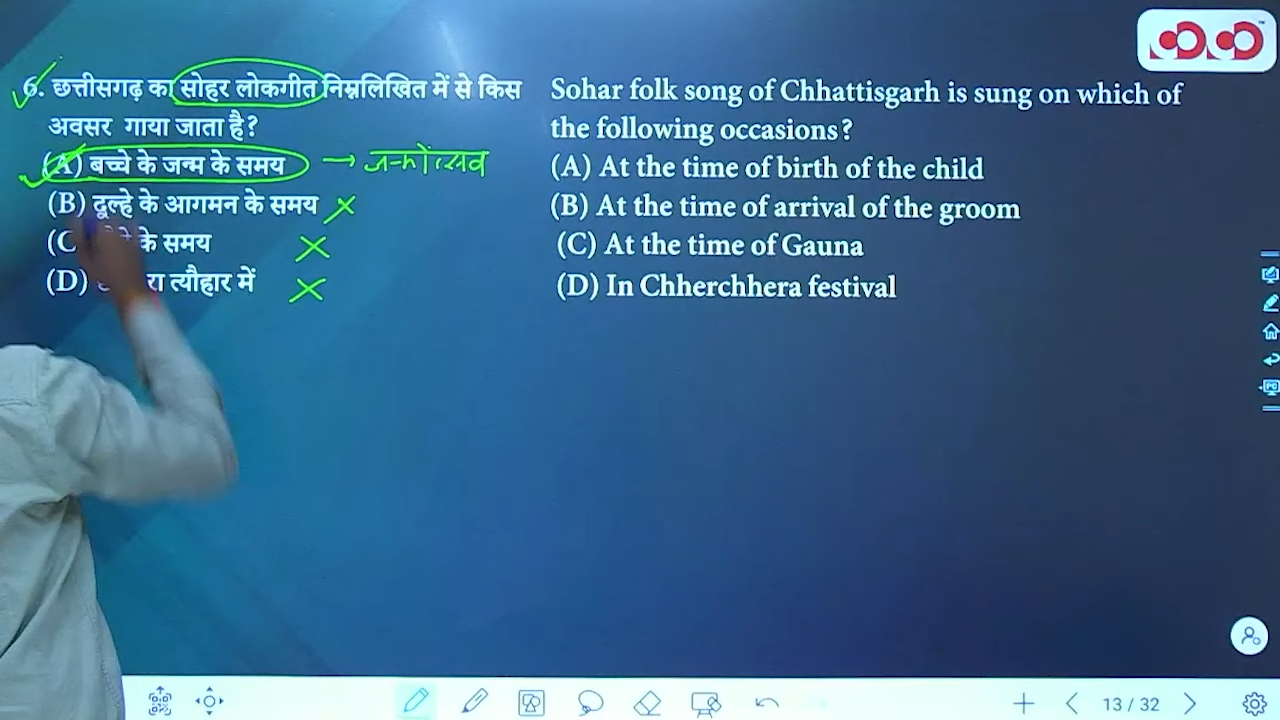 6. छत्तीसगढ़ का सोहर लोकगीत निम्नलिखित में से किस
अवसर गाया जाता है?
(A) बच्चे के जन्म के समय → जन्मोत्सव
(B) दूल्हे के आगमन के समय
(C के समय
(D) त्यौहार में
Sohar folk song of Chhattisgarh is sung on which of
the following occasions?
(A) At the time of birth of the child
(B) At the time of arrival of the groom
(C) At the time of Gauna
(D) In Chherchhera festival
13 / 32